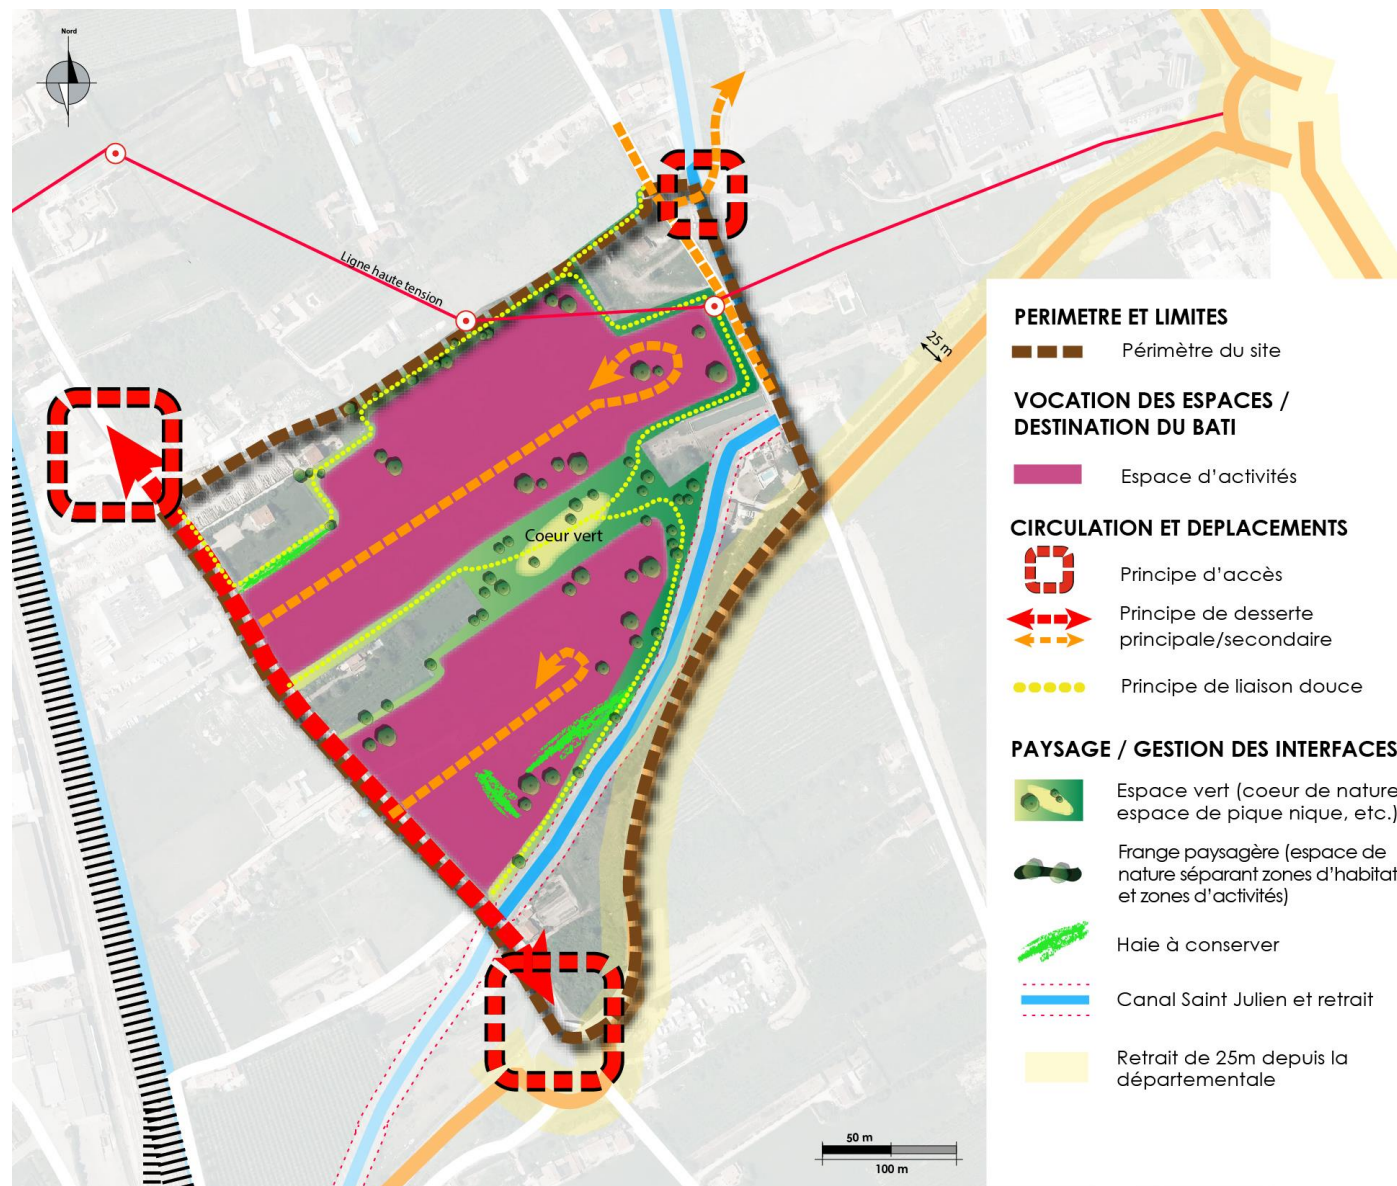 Nord
Ligne haute tension
25 m
Coeur vert
50 m
100 m
PERIMETRE ET LIMITES
Périmètre du site
VOCATION DES ESPACES /
DESTINATION DU BATI
Espace d'activités
CIRCULATION ET DEPLACEMENTS
Principe d'accès
Principe de desserte
principale/secondaire
Principe de liaison douce
PAYSAGE / GESTION DES INTERFACES
Espace vert (coeur de nature
espace de pique nique, etc.)
Frange paysagère (espace de
nature séparant zones d'habitat
et zones d'activités)
Haie à conserver
Canal Saint Julien et retrait
Retrait de 25m depuis la
départementale